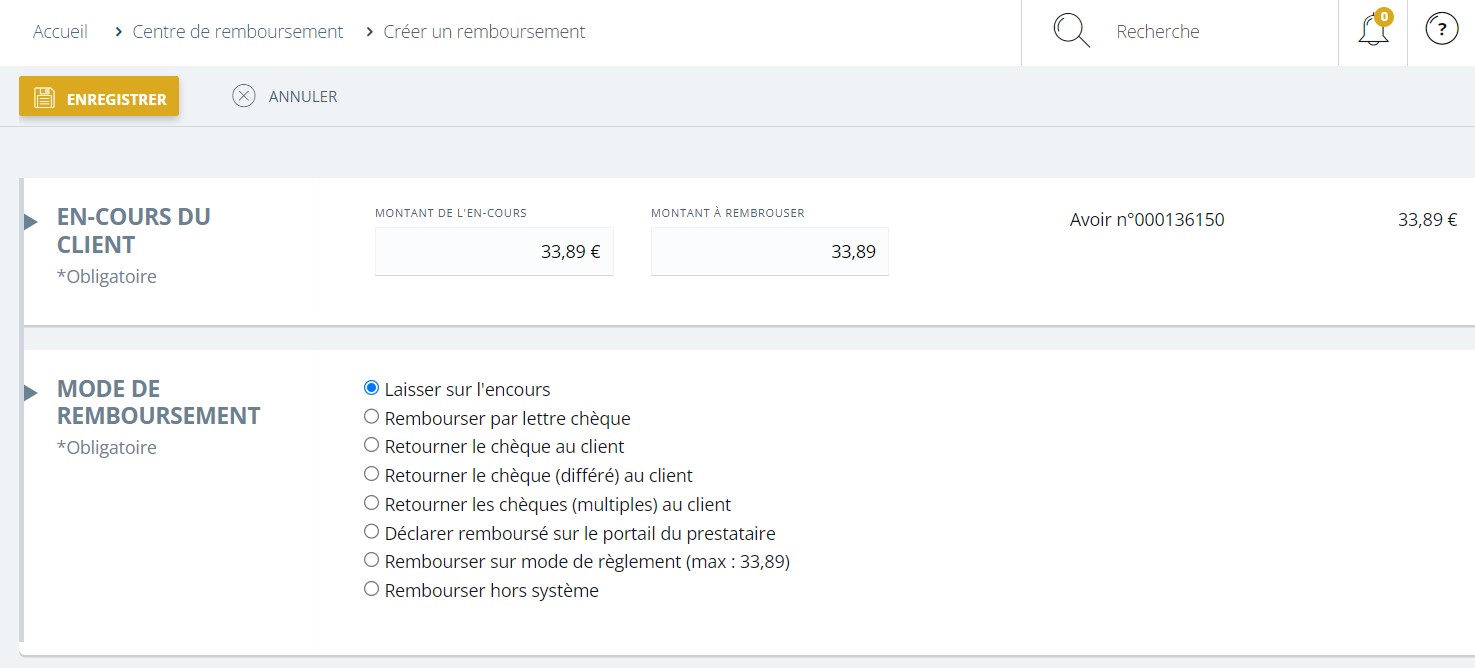 Accueil > Centre de remboursement > Créer un remboursement
Recherche
0
?
ENREGISTRER
ANNULER
EN-COURS DU
CLIENT
*Obligatoire
MONTANT DE L'EN-COURS
33,89 €
MONTANT À REMBROUSER
33,89
Avoir n°000136150
33,89 €
MODE DE
REMBOURSEMENT
*Obligatoire
Laisser sur l'encours
Rembourser par lettre chèque
Retourner le chèque au client
Retourner le chèque (différé) au client
Retourner les chèques (multiples) au client
Déclarer remboursé sur le portail du prestataire
Rembourser sur mode de règlement (max : 33,89)
Rembourser hors système